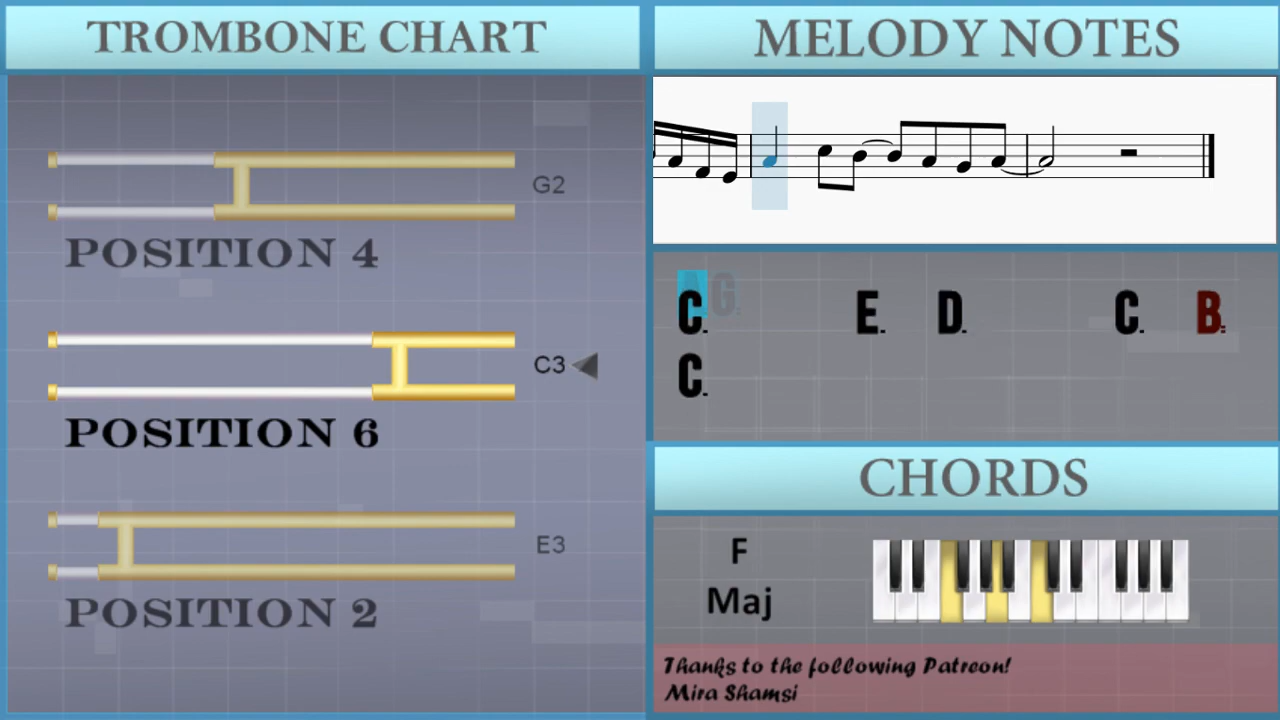 TROMBONE CHART
G2
POSITION 4
C3
POSITION 6
E3
POSITION 2
MELODY NOTES
C. E. D. C. B.
C.
CHORDS
F
Maj
Thanks to the following Patreon!
Mira Shamsi